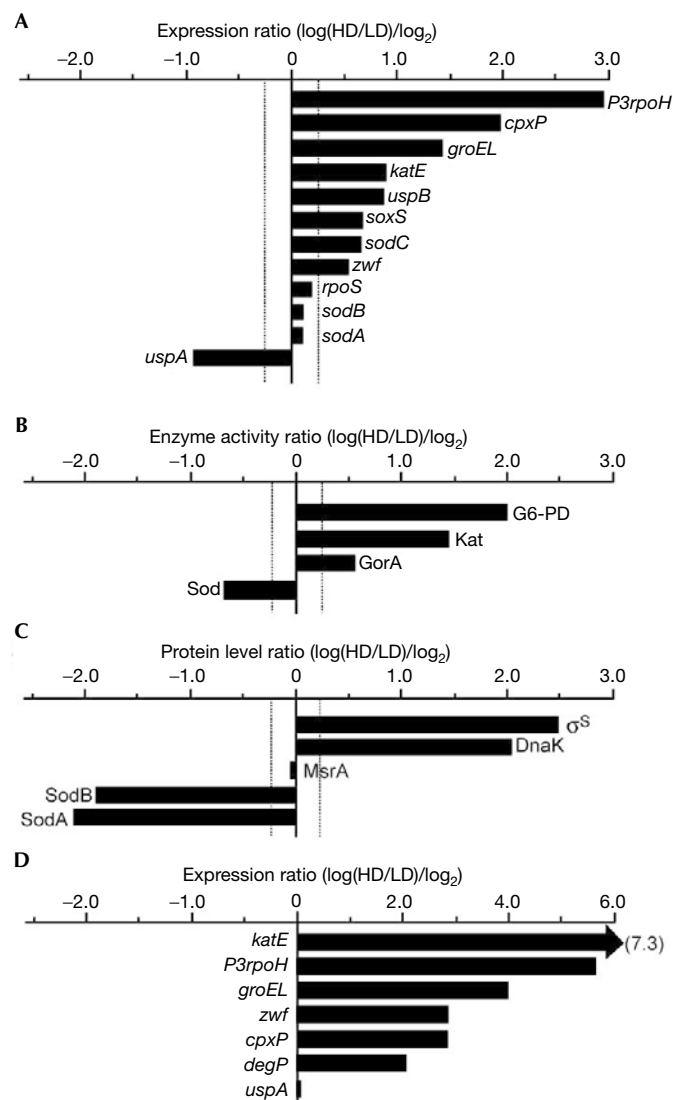 A
Expression ratio (log(HD/LD)/log2)
−2.0 −1.0 0 1.0 2.0 3.0
P3rpoH
cpxP
groEL
katE
uspB
soxS
sodC
zwf
rpoS
sodB
sodA
uspA
B
Enzyme activity ratio (log(HD/LD)/log2)
−2.0 −1.0 0 1.0 2.0 3.0
G6-PD
Kat
GorA
Sod
C
Protein level ratio (log(HD/LD)/log2)
−2.0 −1.0 0 1.0 2.0 3.0
σS
DnaK
MsrA
SodB
SodA
D
Expression ratio (log(HD/LD)/log2)
−2.0 −1.0 0 2.0 4.0 6.0
katE (7.3)
P3rpoH
groEL
zwf
cpxP
degP
uspA